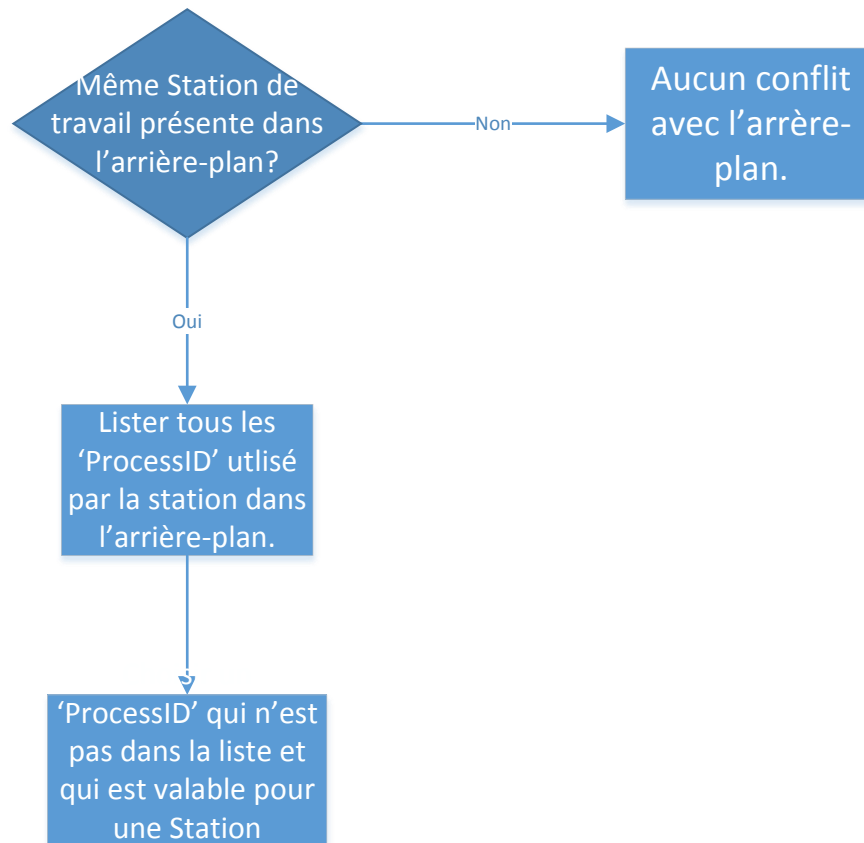 Même Station de
travail présente dans
l'arrière-plan?
Non
Aucun conflit
avec l'arrère-
plan.
Oui
Lister tous les
‘ProcessID’ utlisé
par la station dans
l'arrière-plan.
‘ProcessID’ qui n'est
pas dans la liste et
qui est valable pour
une Station